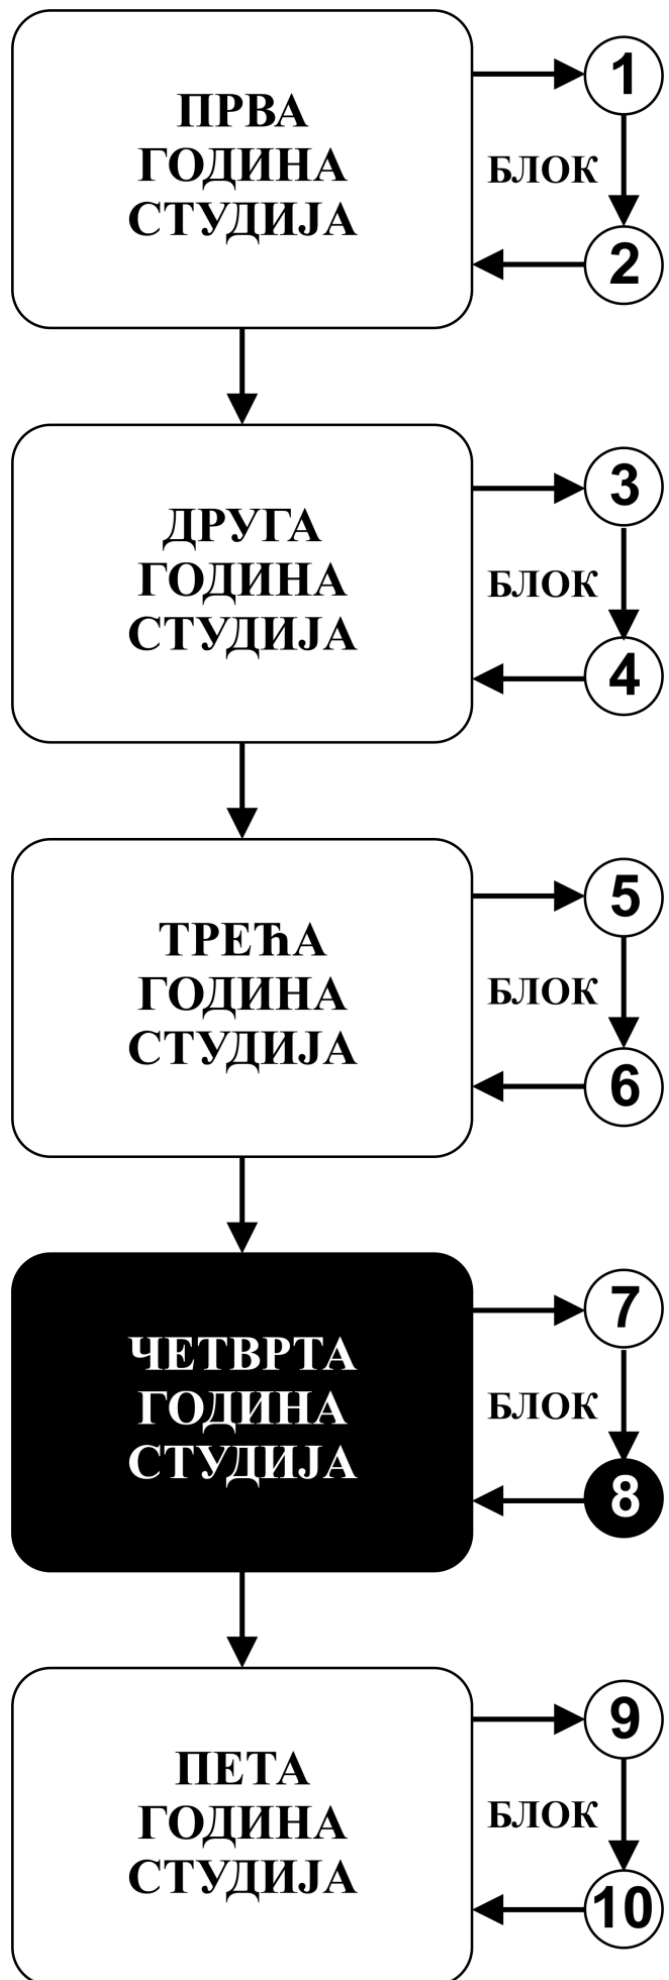 ПРВА
ГОДИНА
СТУДИЈА
1
БЛОК
2
ДРУГА
ГОДИНА
СТУДИЈА
3
БЛОК
4
ТРЕЋА
ГОДИНА
СТУДИЈА
5
БЛОК
6
ЧЕТВРТА
ГОДИНА
СТУДИЈА
7
БЛОК
8
ПЕТА
ГОДИНА
СТУДИЈА
9
БЛОК
10